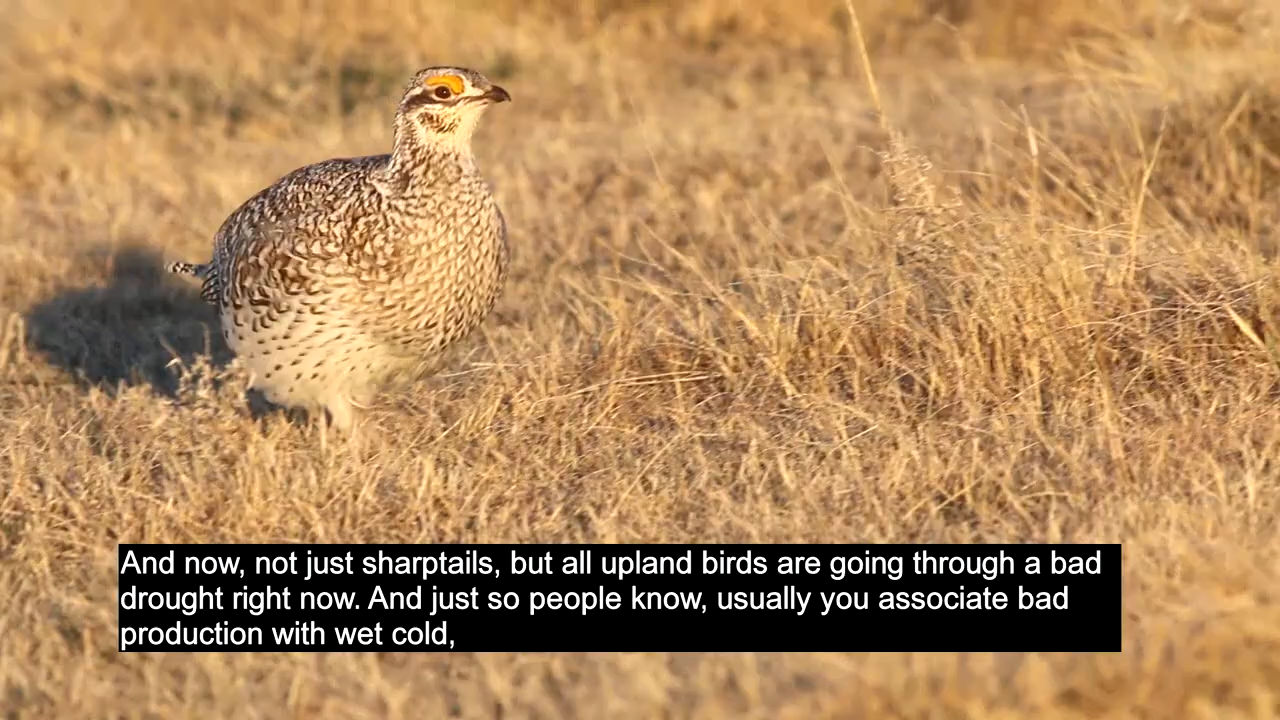 And now, not just sharptails, but all upland birds are going through a bad
drought right now. And just so people know, usually you associate bad
production with wet cold,